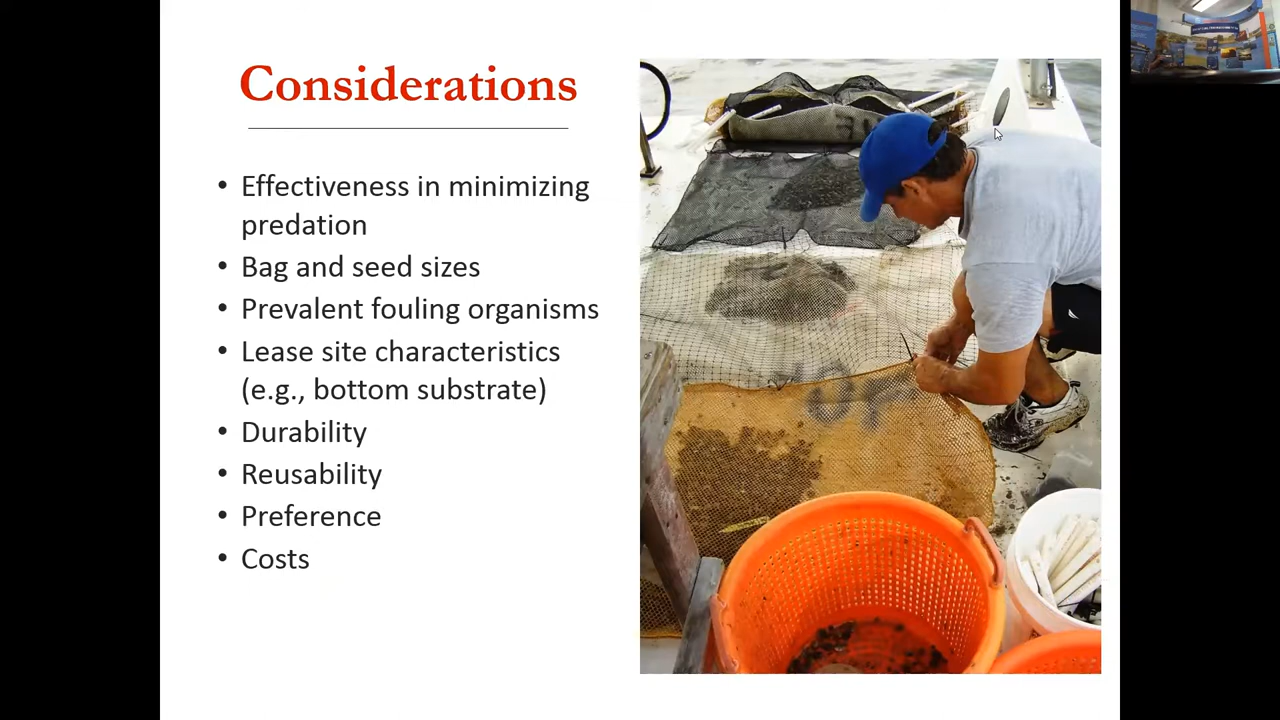 Considerations
• Effectiveness in minimizing
predation
• Bag and seed sizes
• Prevalent fouling organisms
• Lease site characteristics
(e.g., bottom substrate)
• Durability
• Reusability
• Preference
• Costs